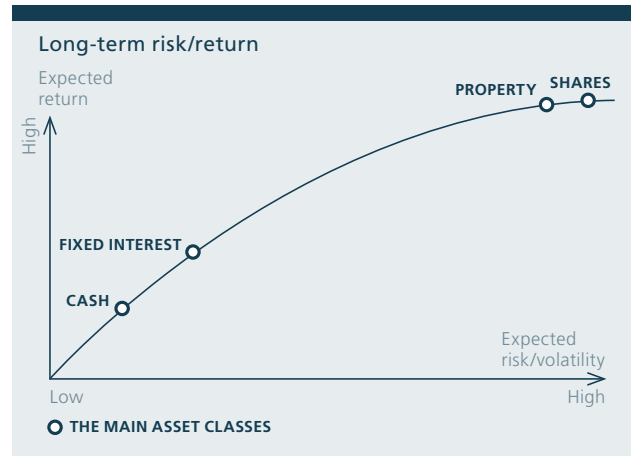 Long-term risk/return
Expected
return
High
PROPERTY
SHARES
FIXED INTEREST
CASH
Expected
risk/volatility
Low
High
THE MAIN ASSET CLASSES